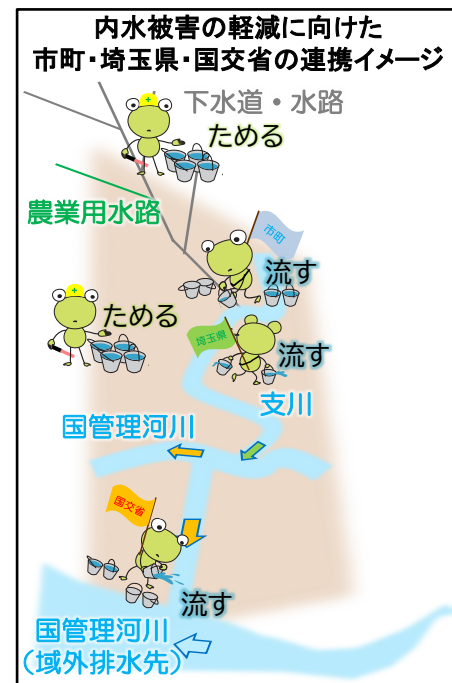 内水被害の軽減に向けた
市町・埼玉県・国交省の連携イメージ
下水道・水路
ためる
農業用水路
市町
流す
ためる
埼玉県
流す
支川
国管理河川
国交省
流す
国管理河川
（域外排水先）